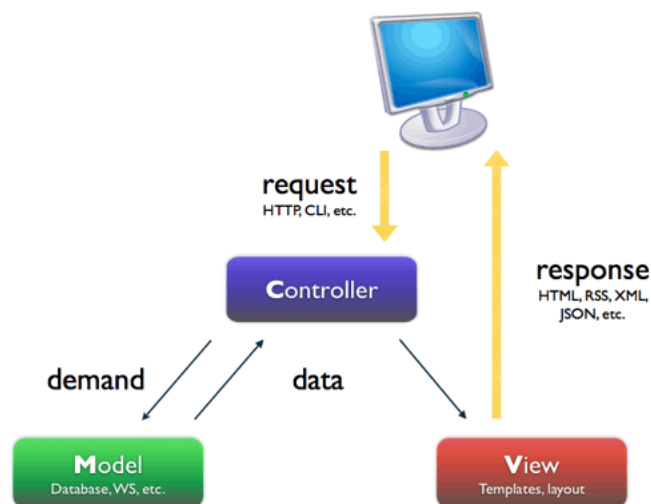 request
HTTP, CLI, etc.
Controller
response
HTML, RSS, XML,
JSON, etc.
demand
data
Model
Database, WS, etc.
View
Templates, layout